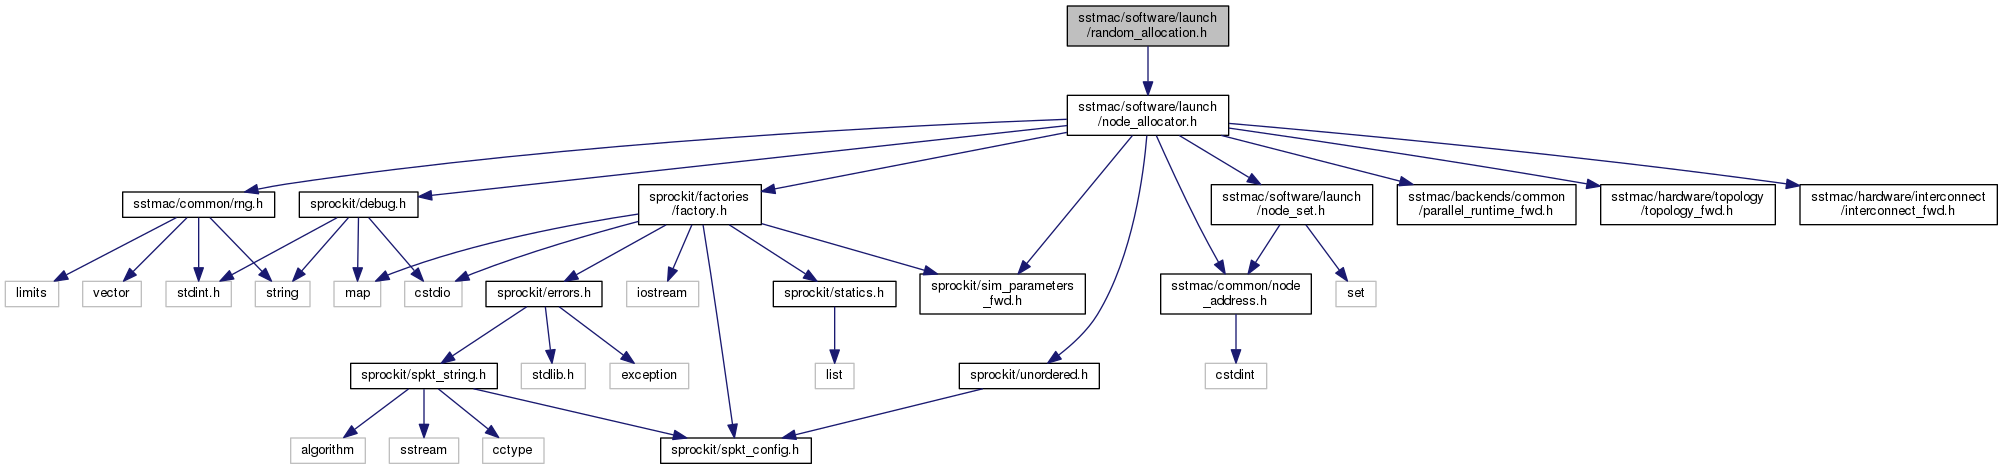 sstmac/software/launch
/random_allocation.h
sstmac/software/launch
/node_allocator.h
sstmac/common/rng.h
sprockit/debug.h
sprockit/factories
/factory.h
sstmac/software/launch
/node_set.h
sstmac/backends/common
/parallel_runtime_fwd.h
sstmac/hardware/topology
/topology_fwd.h
sstmac/hardware/interconnect
/interconnect_fwd.h
limits
vector
stdint.h
string
map
cstdio
sprockit/errors.h
iostream
sprockit/statics.h
sprockit/sim_parameters
_fwd.h
sstmac/common/node
_address.h
set
sprockit/spkt_string.h
stdlib.h
exception
list
sprockit/unordered.h
cstdint
algorithm
sstream
cctype
sprockit/spkt_config.h